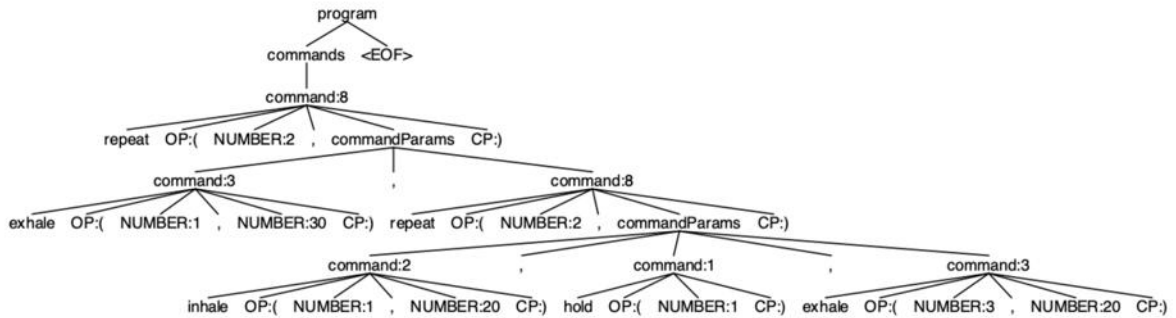 program
commands <EOF>
command:8
repeat OP:( NUMBER:2 , commandParams CP:)
command:3 , command:8
exhale OP:( NUMBER:1 , NUMBER:30 CP:) repeat OP:( NUMBER:2 , commandParams CP:)
command:2 , command:1 , command:3
inhale OP:( NUMBER:1 , NUMBER:20 CP:) hold OP:( NUMBER:1 CP:) exhale OP:( NUMBER:3 , NUMBER:20 CP:)